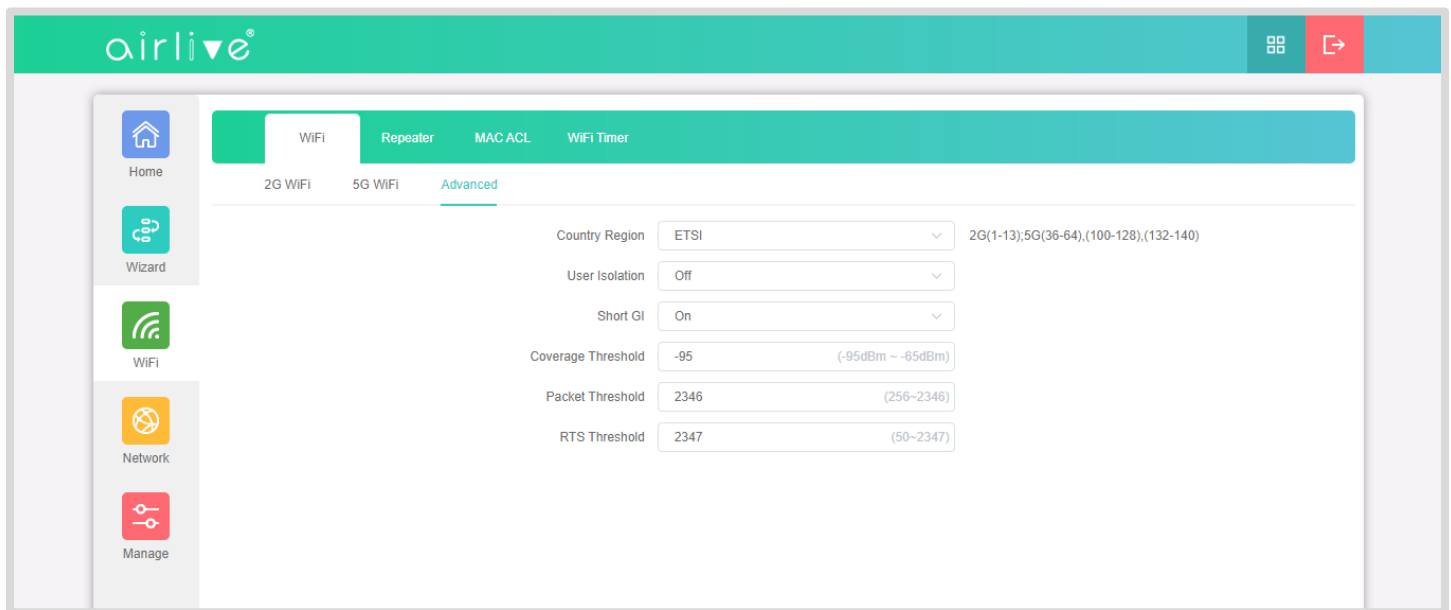 airlive®
Home
Wizard
WiFi
Network
Manage
WiFi Repeater MAC ACL WiFi Timer
2G WiFi 5G WiFi Advanced
Country Region ETSI 2G(1-13);5G(36-64),(100-128),(132-140)
User Isolation Off
Short GI On
Coverage Threshold -95 (-95dBm ~ -65dBm)
Packet Threshold 2346 (256~2346)
RTS Threshold 2347 (50~2347)